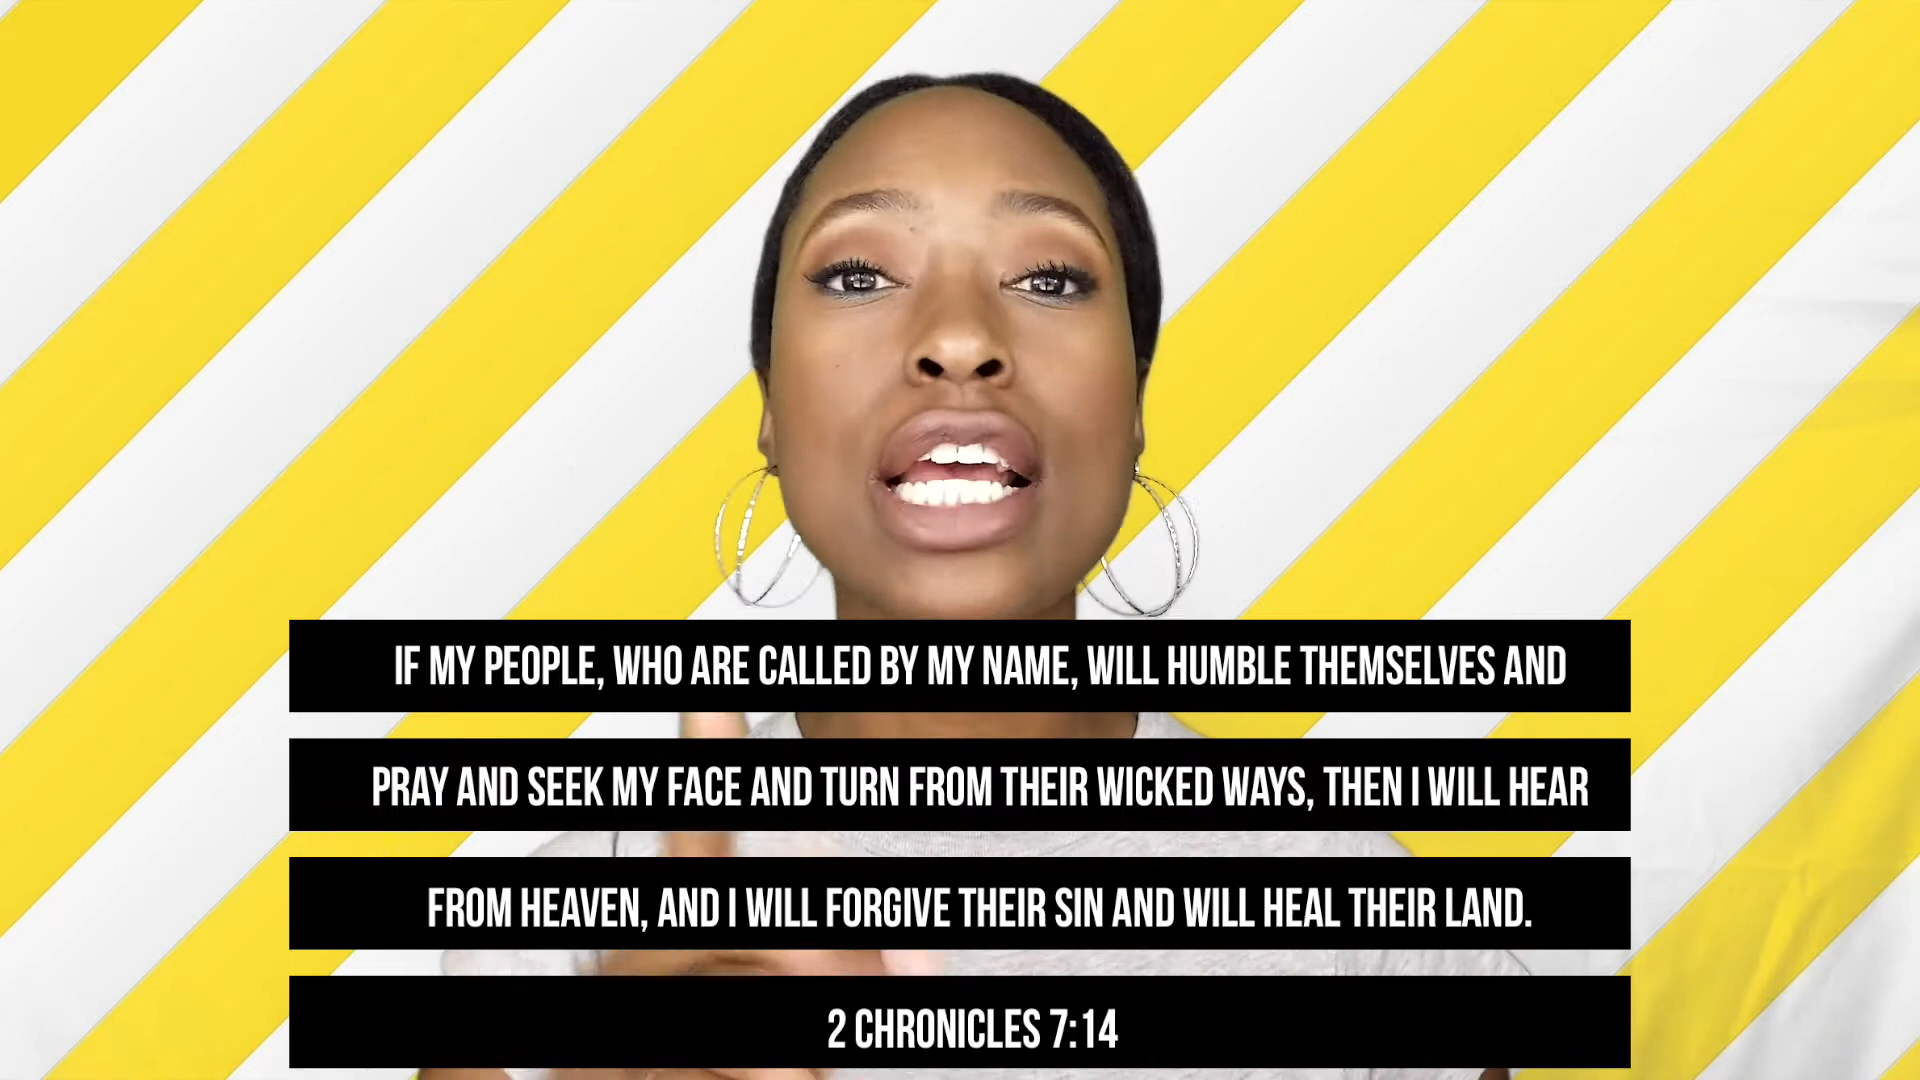 IF MY PEOPLE, WHO ARE CALLED BY MY NAME, WILL HUMBLE THEMSELVES AND
PRAY AND SEEK MY FACE AND TURN FROM THEIR WICKED WAYS, THEN I WILL HEAR
FROM HEAVEN, AND I WILL FORGIVE THEIR SIN AND WILL HEAL THEIR LAND.
2 CHRONICLES 7:14